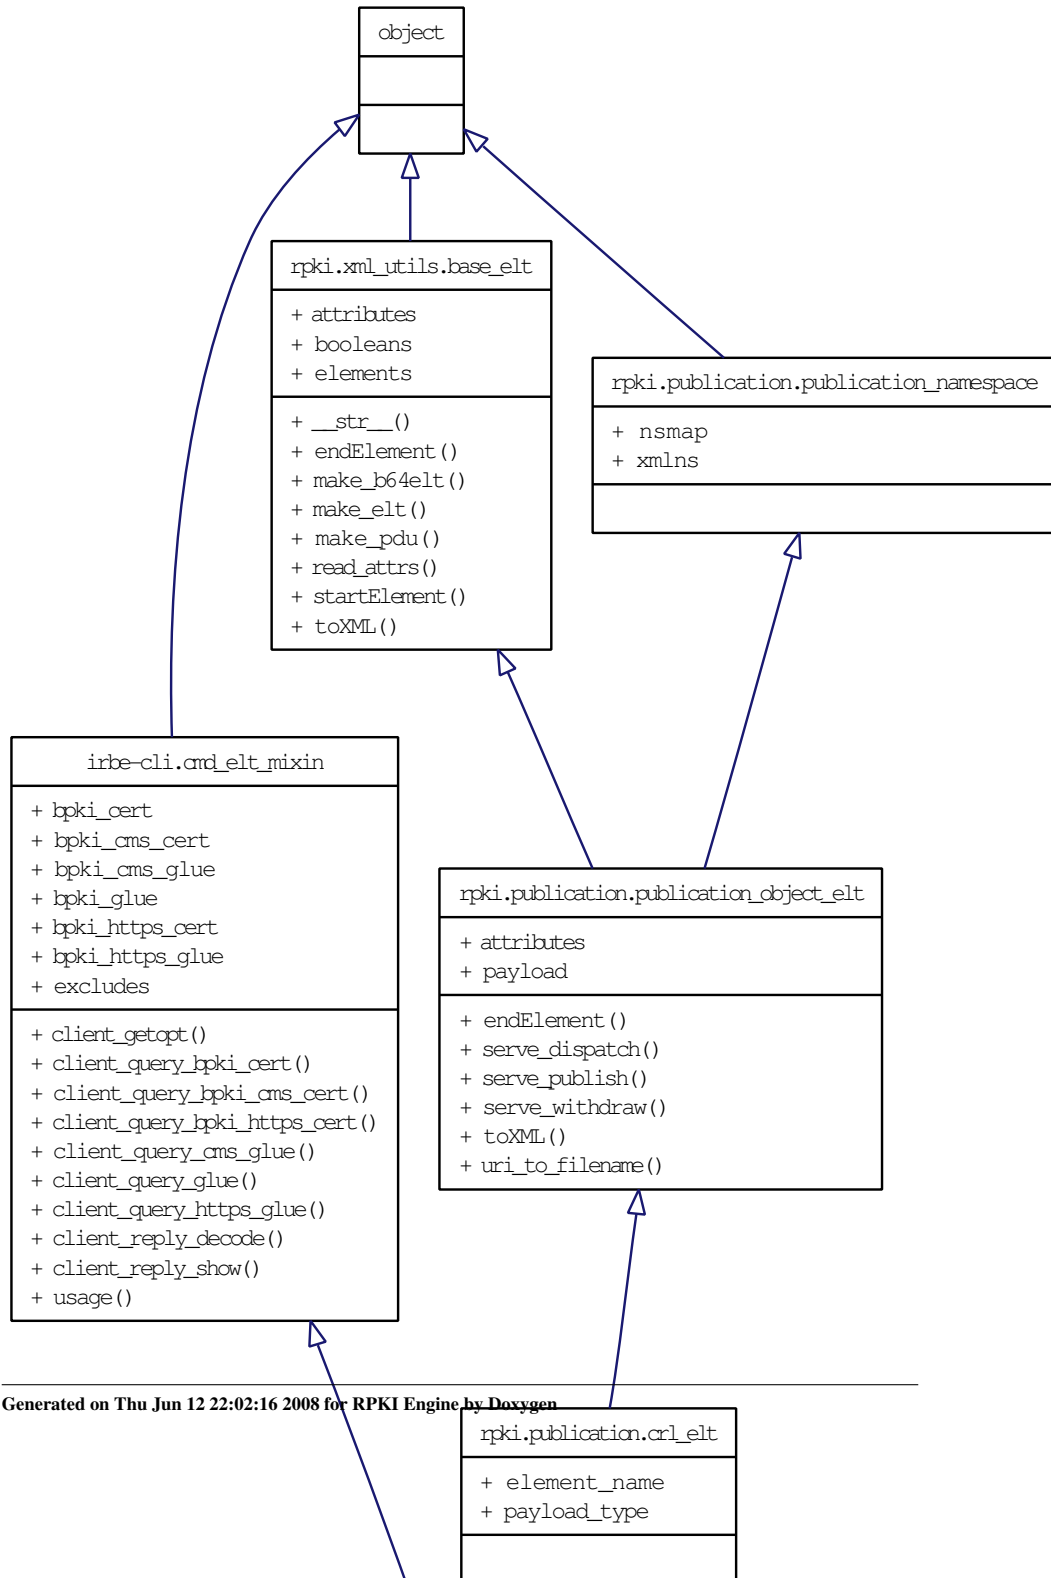 object
rpki.xml_utils.base_elt
+ attributes
+ booleans
+ elements
+ __str__()
+ endElement()
+ make_b64elt()
+ make_elt()
+ make_pdu()
+ read_attrs()
+ startElement()
+ toXML()
rpki.publication.publication_namespace
+ nsmap
+ xmlns
irbe-cli.cmd_elt_mixin
+ bpki_cert
+ bpki_cms_cert
+ bpki_cms_glue
+ bpki_glue
+ bpki_https_cert
+ bpki_https_glue
+ excludes
+ client_getopt()
+ client_query_bpki_cert()
+ client_query_bpki_cms_cert()
+ client_query_bpki_https_cert()
+ client_query_cms_glue()
+ client_query_glue()
+ client_query_https_glue()
+ client_reply_decode()
+ client_reply_show()
+ usage()
rpki.publication.publication_object_elt
+ attributes
+ payload
+ endElement()
+ serve_dispatch()
+ serve_publish()
+ serve_withdraw()
+ toXML()
+ uri_to_filename()
Generated on Thu Jun 12 22:02:16 2008 for RPKI Engine by Doxygen
rpki.publication.crl_elt
+ element_name
+ payload_type